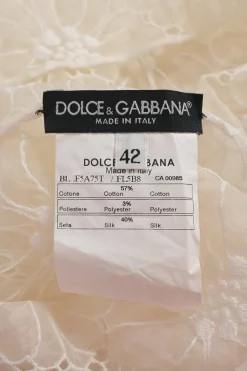 DOLCE & GABBANA®
MADE IN ITALY
42
DOLCE BANA
Made in Italy
BL .F5A75T / FL5B8 CA 00985
57%
Cotone Cotton Cotton
3%
Poliestere Polyester Polyester
40%
Seta Silk Silk